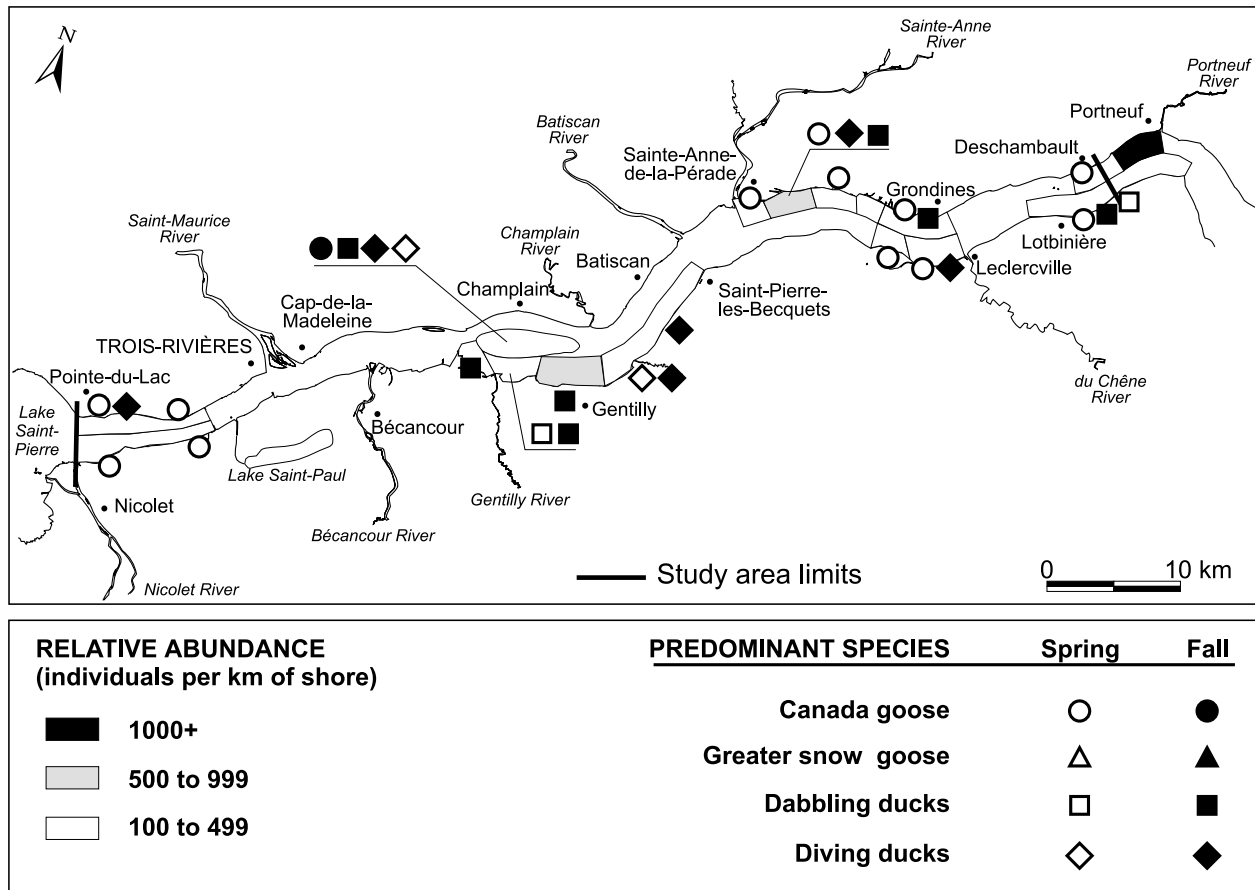 N
Sainte-Anne
River
Portneuf
River
Portneuf
Batiscan
River
Sainte-Anne-
de-la-Pérade
Deschambault
Grondines
Saint-Maurice
River
Champlain
River
Lotbinière
Leclercville
Batiscan
Cap-de-la-
Madeleine
Champlain
Saint-Pierre-
les-Becquets
TROIS-RIVIÈRES
Pointe-du-Lac
du Chêne
River
Lake
Saint-
Pierre
Gentilly
Bécancour
Lake Saint-Paul
Nicolet
Gentilly River
Bécancour River
Nicolet River
Study area limits
0 10 km
RELATIVE ABUNDANCE
(individuals per km of shore)
1000+
500 to 999
100 to 499
PREDOMINANT SPECIES Spring Fall
Canada goose
Greater snow goose
Dabbling ducks
Diving ducks